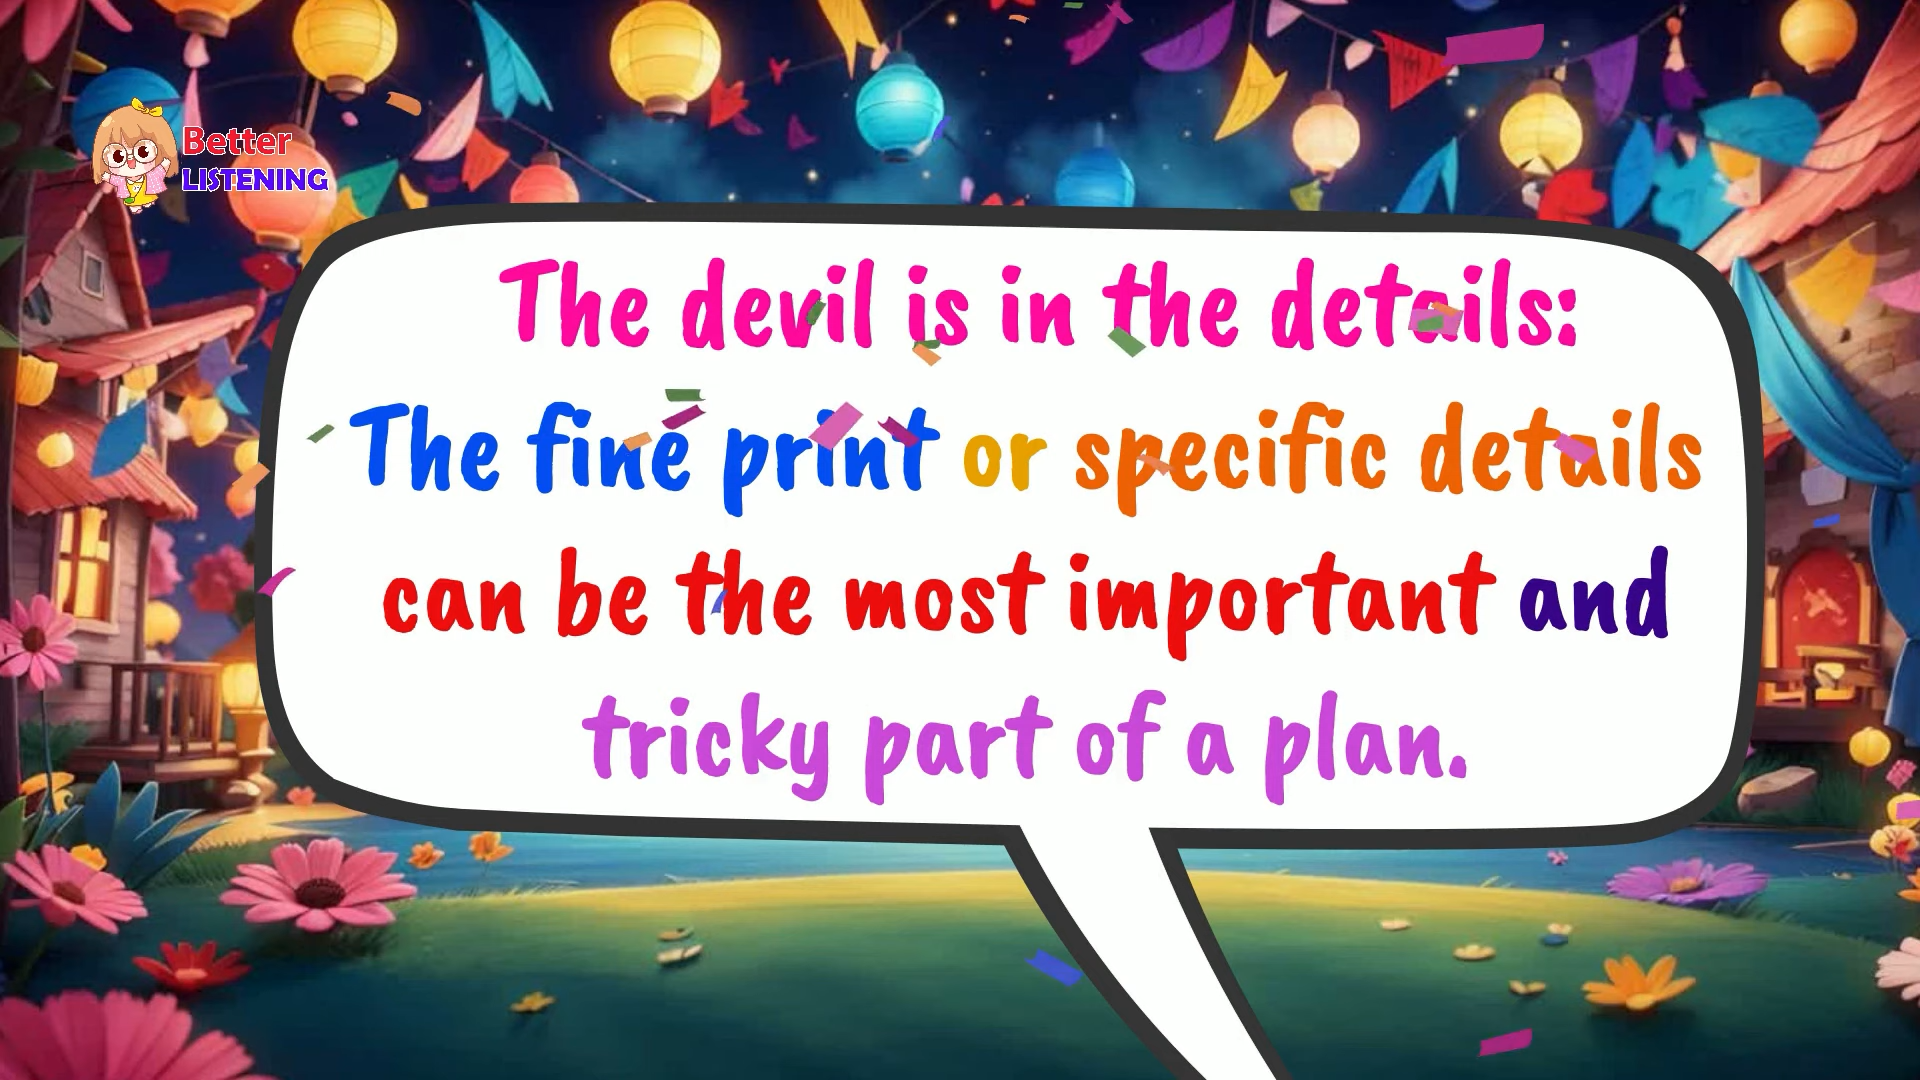 Better
LISTENING
The devil is in the details:
The fine print or specific details
can be the most important and
tricky part of a plan.